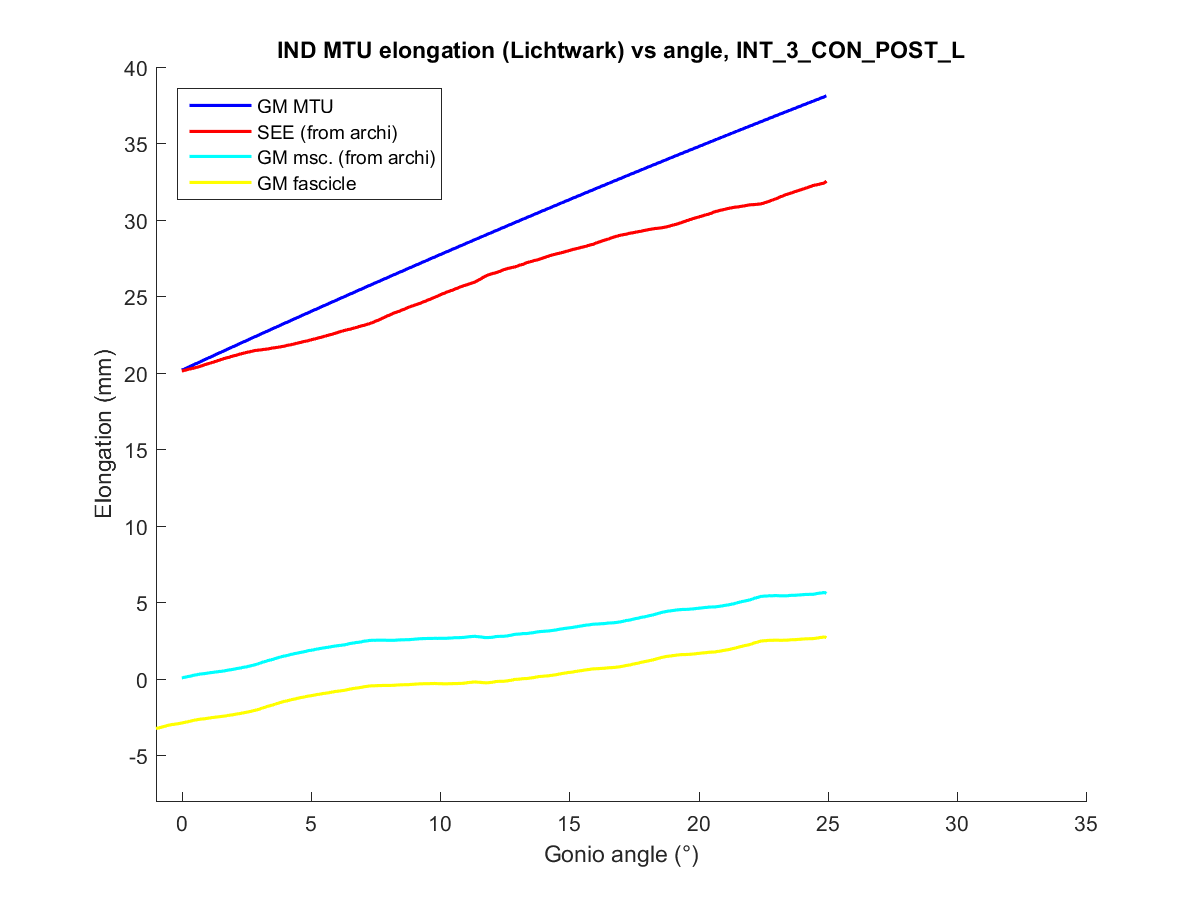 IND MTU elongation (Lichtwark) vs angle, INT_3_CON_POST_L
40
35
30
25
20
15
10
5
0
-5
Elongation (mm)
GM MTU
SEE (from archi)
GM msc. (from archi)
GM fascicle
0 5 10 15 20 25 30 35
Gonio angle (°)